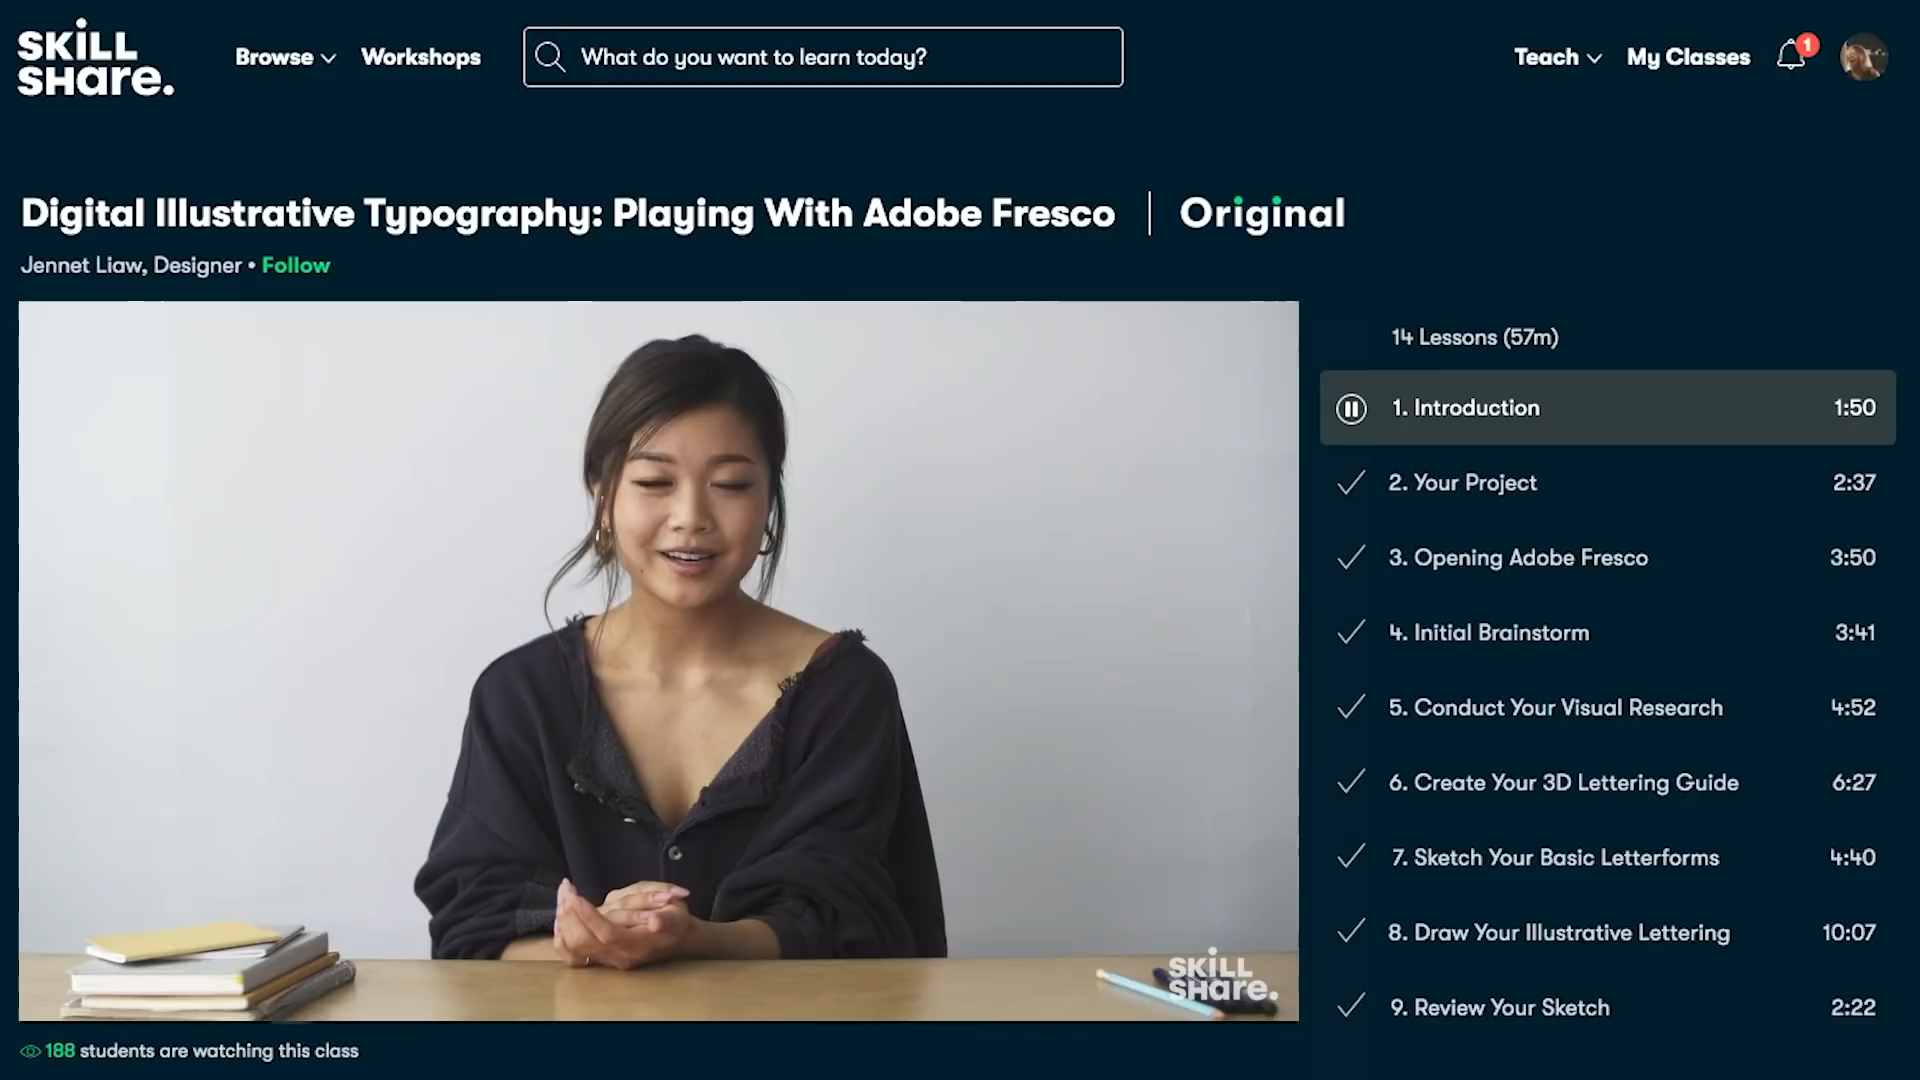 SKILL
SHare.
Browse
Workshops
What do you want to learn today?
Teach
My Classes
1
Digital Illustrative Typography: Playing With Adobe Fresco | Original
Jennet Liaw, Designer • Follow
14 Lessons (57m)
1. Introduction 1:50
2. Your Project 2:37
3. Opening Adobe Fresco 3:50
4. Initial Brainstorm 3:41
5. Conduct Your Visual Research 4:52
6. Create Your 3D Lettering Guide 6:27
7. Sketch Your Basic Letterforms 4:40
8. Draw Your Illustrative Lettering 10:07
9. Review Your Sketch 2:22
SKILL
SHare.
188 students are watching this class